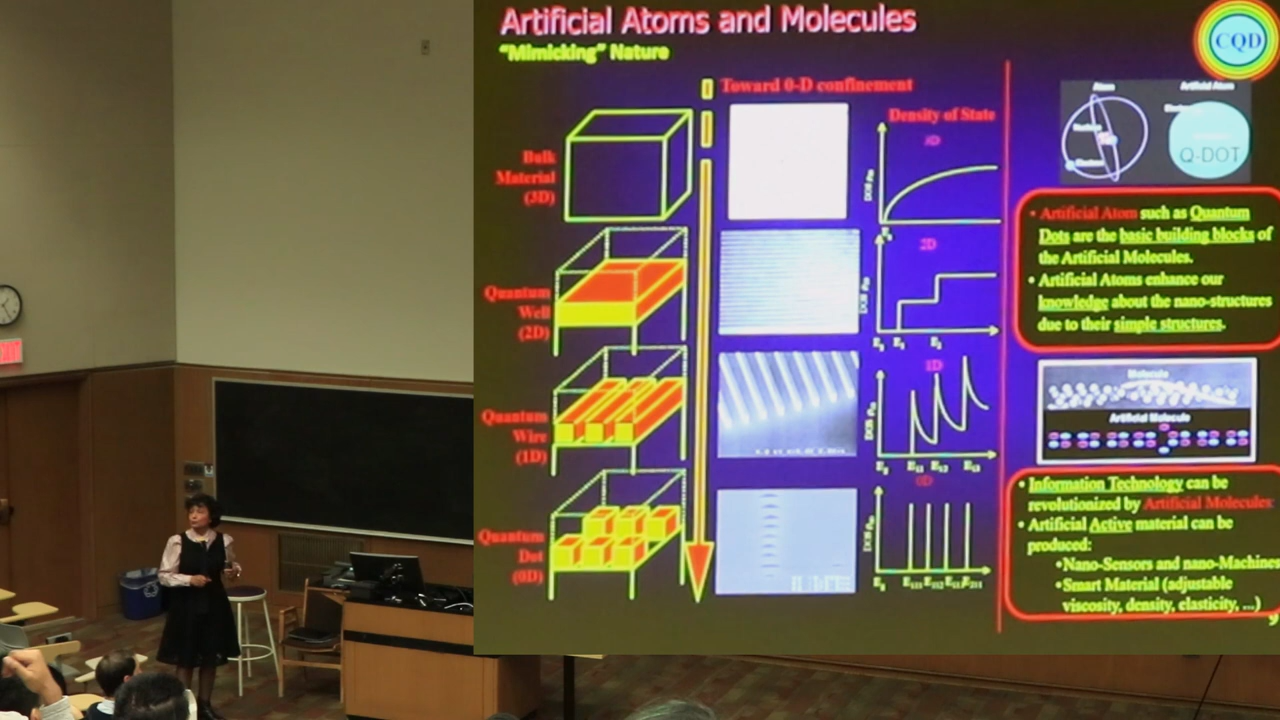 Artificial Atoms and Molecules
"Mimicking" Nature
CQD
Toward 0-D confinement
Density of State
Bulk
Material
(3D)
3D
Quantum
Well
(2D)
2D
Quantum
Wire
(1D)
1D
Quantum
Dot
(0D)
0D
Atom
Artificial Atom
Q-DOT
• Artificial Atom such as Quantum
Dots are the basic building blocks of
the Artificial Molecules.
• Artificial Atoms enhance our
knowledge about the nano-structures
due to their simple structures.
Molecule
Artificial Molecule
• Information Technology can be
revolutionized by Artificial Molecules
• Artificial Active material can be
produced:
•Nano-Sensors and nano-Machines
•Smart Material (adjustable
viscosity, density, elasticity, ...)
9